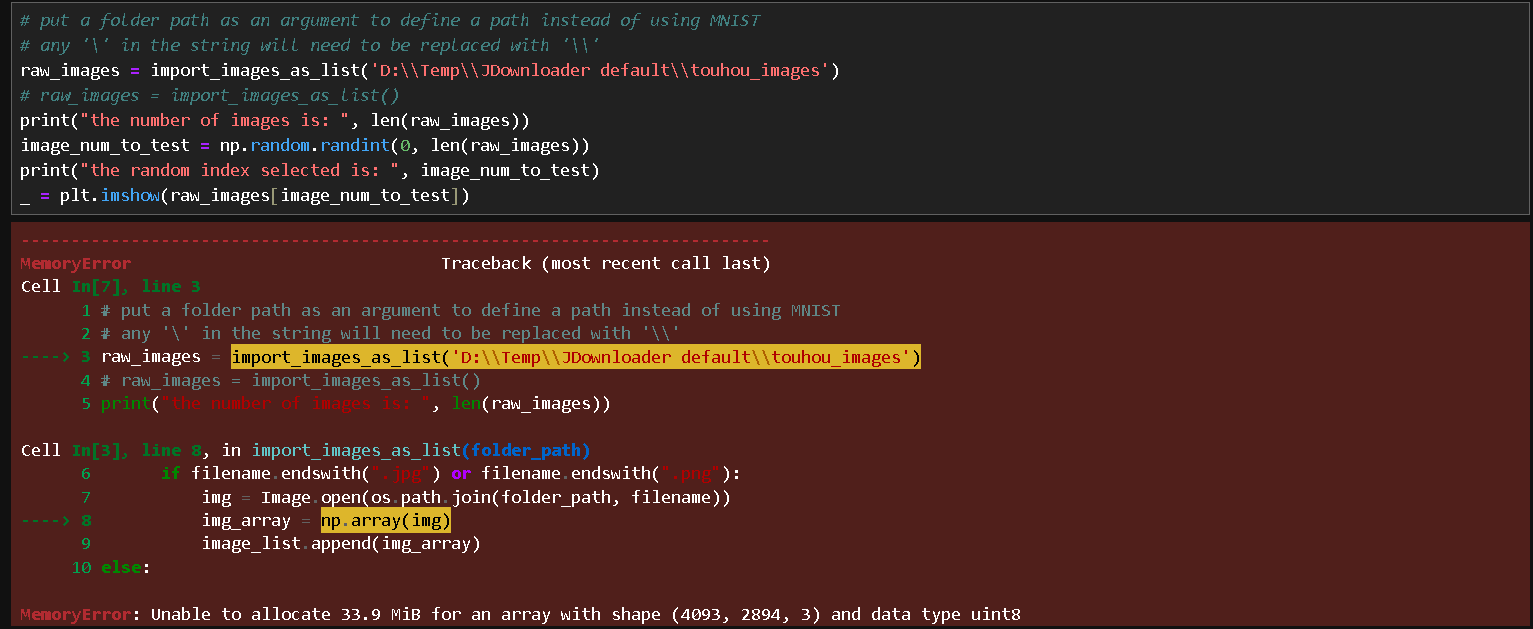 # put a folder path as an argument to define a path instead of using MNIST
# any '\' in the string will need to be replaced with '\\'
raw_images = import_images_as_list('D:\\Temp\\JDownloader default\\touhou_images')
# raw_images = import_images_as_list()
print("the number of images is: ", len(raw_images))
image_num_to_test = np.random.randint(0, len(raw_images))
print("the random index selected is: ", image_num_to_test)
_ = plt.imshow(raw_images[image_num_to_test])
---------------------------------------------------------------------------
MemoryError                               Traceback (most recent call last)
Cell In[7], line 3
      1 # put a folder path as an argument to define a path instead of using MNIST
      2 # any '\' in the string will need to be replaced with '\\'
----> 3 raw_images = import_images_as_list('D:\\Temp\\JDownloader default\\touhou_images')
      4 # raw_images = import_images_as_list()
      5 print("the number of images is: ", len(raw_images))
Cell In[3], line 8, in import_images_as_list(folder_path)
      6         if filename.endswith(".jpg") or filename.endswith(".png"):
      7             img = Image.open(os.path.join(folder_path, filename))
----> 8             img_array = np.array(img)
      9             image_list.append(img_array)
     10 else:
MemoryError: Unable to allocate 33.9 MiB for an array with shape (4093, 2894, 3) and data type uint8